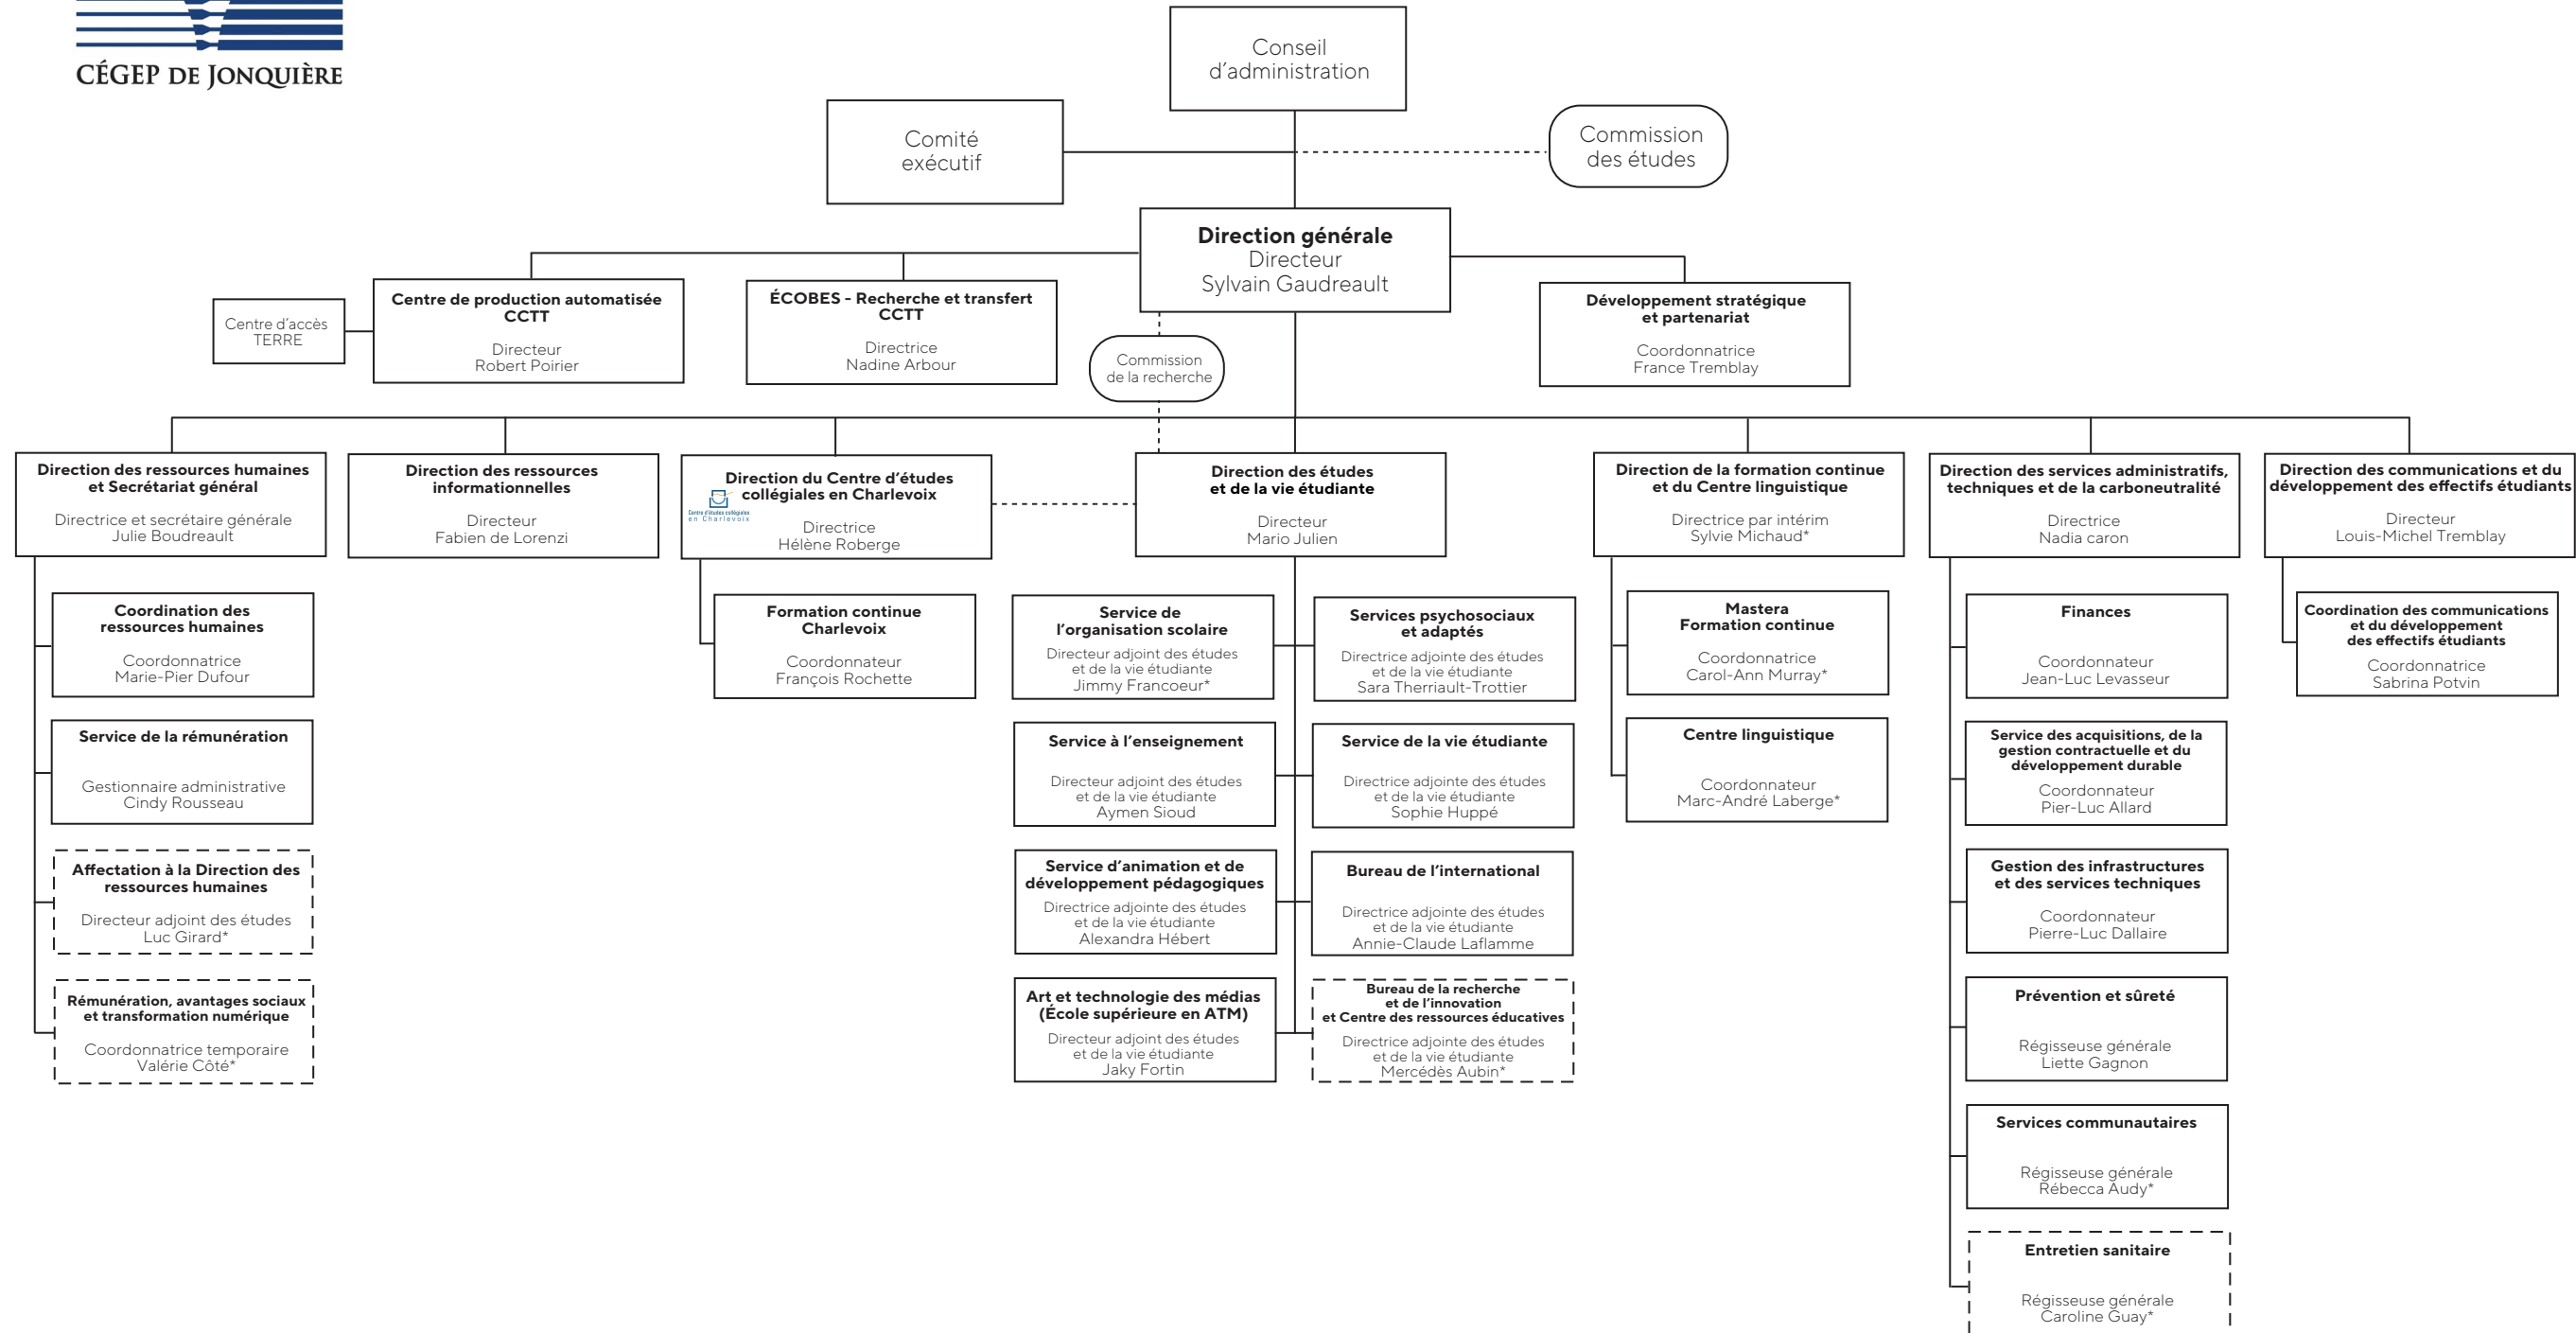 CÉGEP DE JONQUIÈRE
Conseil
d'administration
Comité
exécutif
Commission
des études
Direction générale
Directeur
Sylvain Gaudreault
Centre d'accès
TERRE
Centre de production automatisée
CCTT
Directeur
Robert Poirier
ÉCOBES - Recherche et transfert
CCTT
Directrice
Nadine Arbour
Commission
de la recherche
Développement stratégique
et partenariat
Coordonnatrice
France Tremblay
Direction des ressources humaines
et Secrétariat général
Directrice et secrétaire générale
Julie Boudreault
Direction des ressources
informationnelles
Directeur
Fabien de Lorenzi
Direction du Centre d'études
collégiales en Charlevoix
Centre d'études collégiales
en Charlevoix
Directrice
Hélène Roberge
Direction des études
et de la vie étudiante
Directeur
Mario Julien
Direction de la formation continue
et du Centre linguistique
Directrice par intérim
Sylvie Michaud*
Direction des services administratifs,
techniques et de la carboneutralité
Directrice
Nadia caron
Direction des communications et du
développement des effectifs étudiants
Directeur
Louis-Michel Tremblay
Coordination des
ressources humaines
Coordonnatrice
Marie-Pier Dufour
Service de la rémunération
Gestionnaire administrative
Cindy Rousseau
Affectation à la Direction des
ressources humaines
Directeur adjoint des études
Luc Girard*
Rémunération, avantages sociaux
et transformation numérique
Coordonnatrice temporaire
Valérie Côté*
Formation continue
Charlevoix
Coordonnateur
François Rochette
Service de
l'organisation scolaire
Directeur adjoint des études
et de la vie étudiante
Jimmy Francoeur*
Services psychosociaux
et adaptés
Directrice adjointe des études
et de la vie étudiante
Sara Therriault-Trottier
Service à l'enseignement
Directeur adjoint des études
et de la vie étudiante
Aymen Sioud
Service de la vie étudiante
Directrice adjointe des études
et de la vie étudiante
Sophie Huppé
Service d'animation et de
développement pédagogiques
Directrice adjointe des études
et de la vie étudiante
Alexandra Hébert
Bureau de l'international
Directrice adjointe des études
et de la vie étudiante
Annie-Claude Laflamme
Art et technologie des médias
(École supérieure en ATM)
Directeur adjoint des études
et de la vie étudiante
Jaky Fortin
Bureau de la recherche
et de l'innovation
et Centre des ressources éducatives
Directrice adjointe des études
et de la vie étudiante
Mercédès Aubin*
Mastera
Formation continue
Coordonnatrice
Carol-Ann Murray*
Centre linguistique
Coordonnateur
Marc-André Laberge*
Finances
Coordonnateur
Jean-Luc Levasseur
Service des acquisitions, de la
gestion contractuelle et du
développement durable
Coordonnateur
Pier-Luc Allard
Gestion des infrastructures
et des services techniques
Coordonnateur
Pierre-Luc Dallaire
Prévention et sûreté
Régisseuse générale
Liette Gagnon
Services communautaires
Régisseuse générale
Rébecca Audy*
Entretien sanitaire
Régisseuse générale
Caroline Guay*
Coordination des communications
et du développement
des effectifs étudiants
Coordonnatrice
Sabrina Potvin